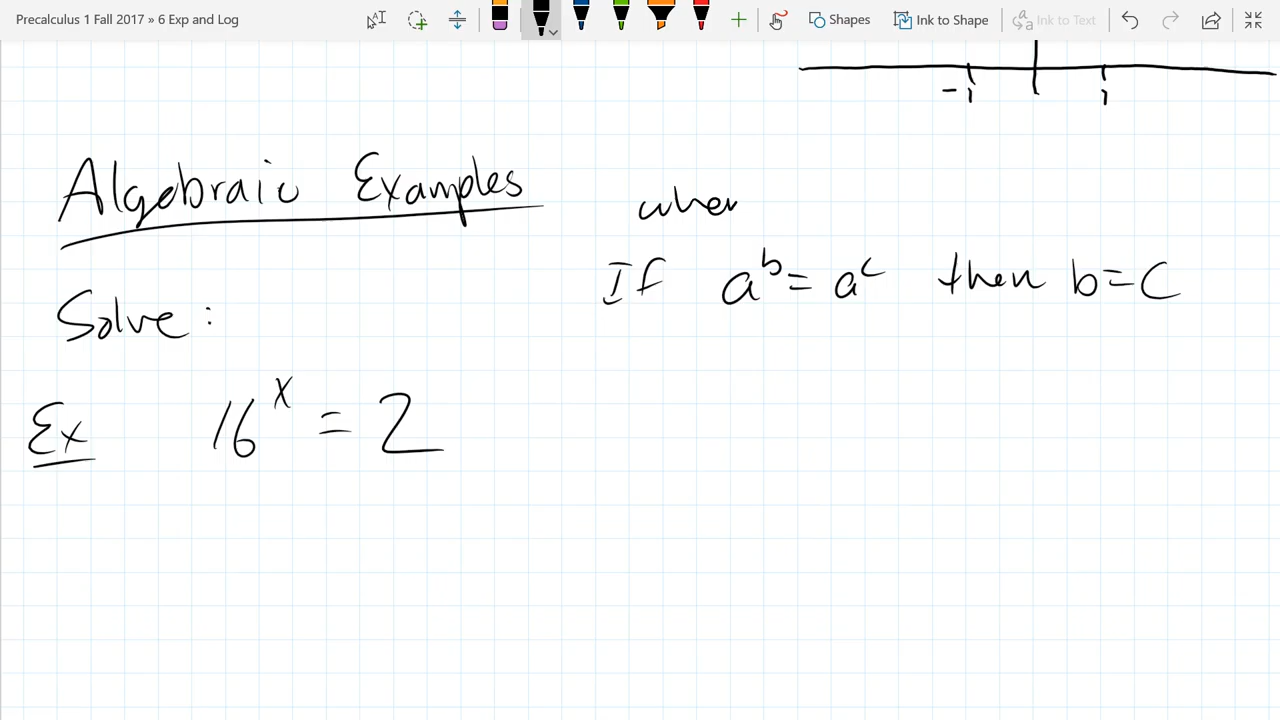 Precalculus 1 Fall 2017 » 6 Exp and Log
Shapes
Ink to Shape
Ink to Text
-1 1
Algebraic Examples
when
If a^b = a^c then b = c
Solve:
Ex 16^x = 2